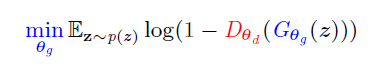 min_{θ_g} 𝔼_{z∼p(z)} log(1 − D_{θ_d}(G_{θ_g}(z)))